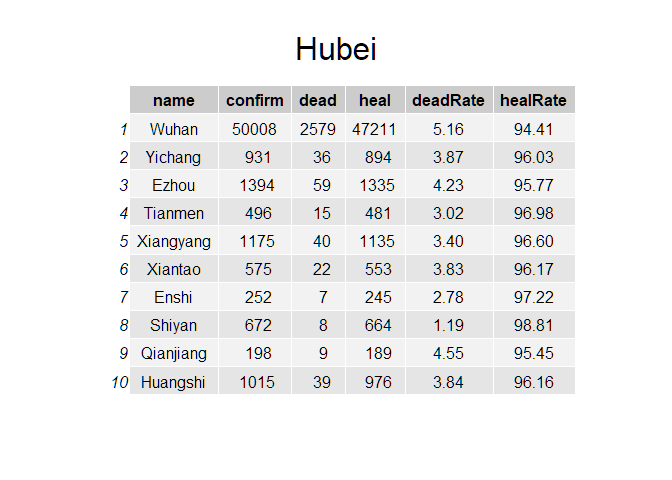 Hubei
name confirm dead heal deadRate healRate
1 Wuhan 50008 2579 47211 5.16 94.41
2 Yichang 931 36 894 3.87 96.03
3 Ezhou 1394 59 1335 4.23 95.77
4 Tianmen 496 15 481 3.02 96.98
5 Xiangyang 1175 40 1135 3.40 96.60
6 Xiantao 575 22 553 3.83 96.17
7 Enshi 252 7 245 2.78 97.22
8 Shiyan 672 8 664 1.19 98.81
9 Qianjiang 198 9 189 4.55 95.45
10 Huangshi 1015 39 976 3.84 96.16